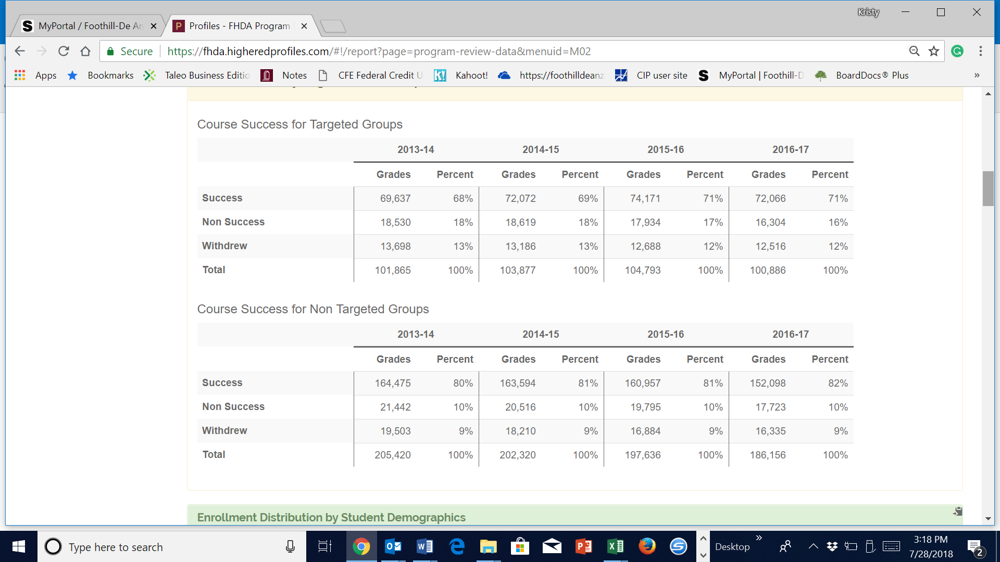 Kristy
MyPortal / Foothill-De An
Profiles - FHDA Program
Secure https://fhda.higheredprofiles.com/#!/report?page=program-review-data&menuid=M02
Apps Bookmarks Taleo Business Editio Notes CFE Federal Credit U Kahoot! https://foothilldeanz CIP user site MyPortal | Foothill-D BoardDocs® Plus »
Course Success for Targeted Groups
2013-14 2014-15 2015-16 2016-17
Grades Percent Grades Percent Grades Percent Grades Percent
Success 69,637 68% 72,072 69% 74,171 71% 72,066 71%
Non Success 18,530 18% 18,619 18% 17,934 17% 16,304 16%
Withdrew 13,698 13% 13,186 13% 12,688 12% 12,516 12%
Total 101,865 100% 103,877 100% 104,793 100% 100,886 100%
Course Success for Non Targeted Groups
2013-14 2014-15 2015-16 2016-17
Grades Percent Grades Percent Grades Percent Grades Percent
Success 164,475 80% 163,594 81% 160,957 81% 152,098 82%
Non Success 21,442 10% 20,516 10% 19,795 10% 17,723 10%
Withdrew 19,503 9% 18,210 9% 16,884 9% 16,335 9%
Total 205,420 100% 202,320 100% 197,636 100% 186,156 100%
Enrollment Distribution by Student Demographics
Type here to search
Desktop »
3:18 PM
7/28/2018
2